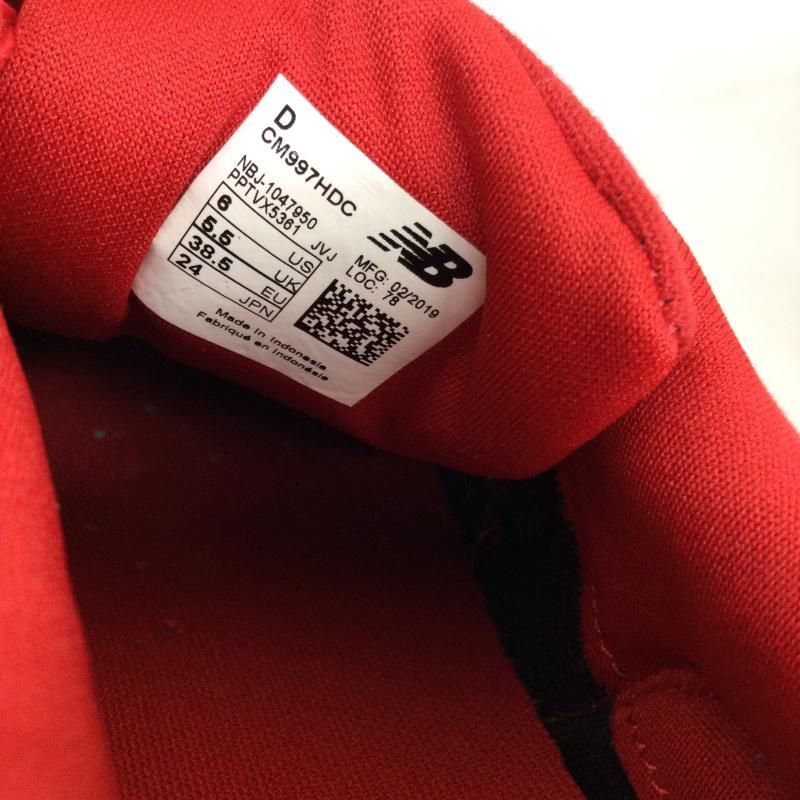 D
CM997HDC
NB
NBJ-1047950
PPTVX5361 JVJ
6 US
5.5 UK
38.5 EU
24 JPN
MFG: 02/2019
LOC: 78
Made in Indonesia
Fabriqué en Indonésie